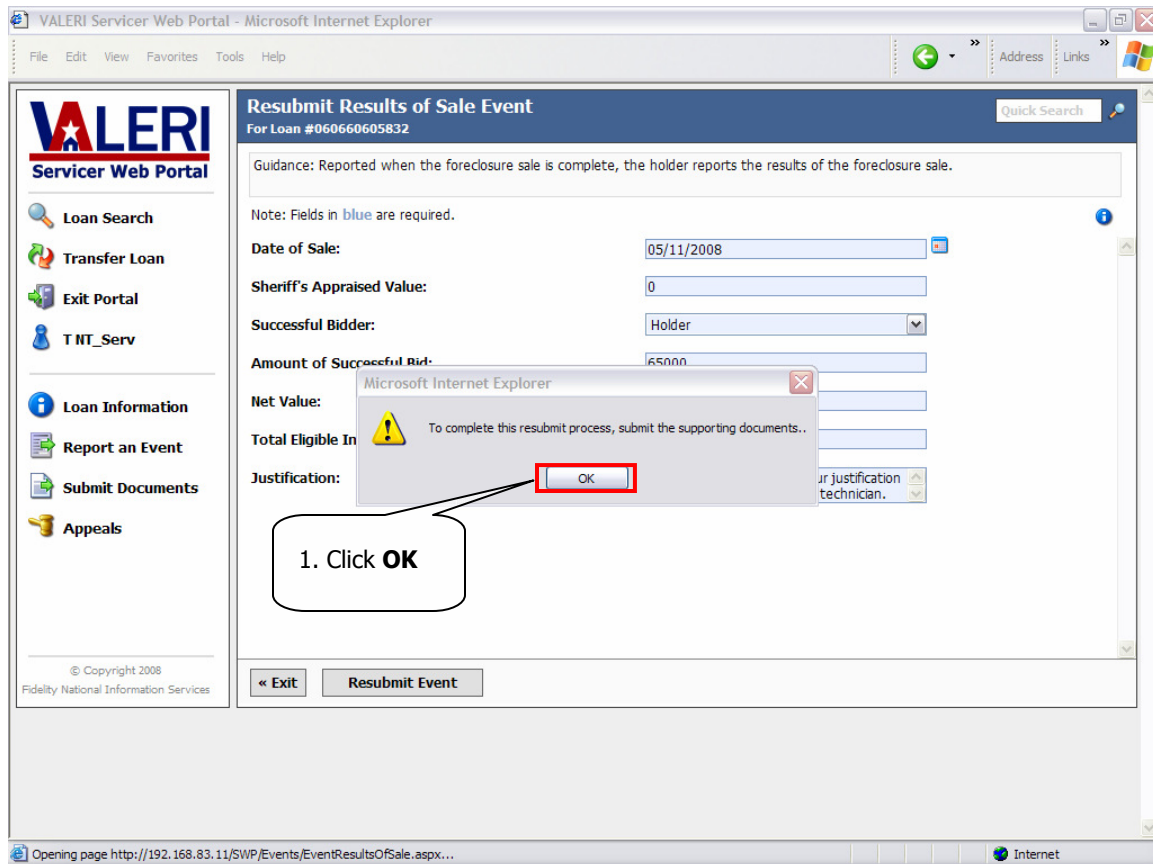 VALERI Servicer Web Portal - Microsoft Internet Explorer
File Edit View Favorites Tools Help
» Address Links »
VALERI
Servicer Web Portal
Loan Search
Transfer Loan
Exit Portal
T NT_Serv
Loan Information
Report an Event
Submit Documents
Appeals
© Copyright 2008
Fidelity National Information Services
Resubmit Results of Sale Event
For Loan #060660605832
Quick Search
Guidance: Reported when the foreclosure sale is complete, the holder reports the results of the foreclosure sale.
Note: Fields in blue are required.
Date of Sale: 05/11/2008
Sheriff's Appraised Value: 0
Successful Bidder: Holder
Amount of Successful Bid: 65000
Net Value:
Total Eligible In
Justification: ur justification
technician.
Microsoft Internet Explorer
To complete this resubmit process, submit the supporting documents..
OK
1. Click OK
« Exit Resubmit Event
Opening page http://192.168.83.11/SWP/Events/EventResultsOfSale.aspx... Internet